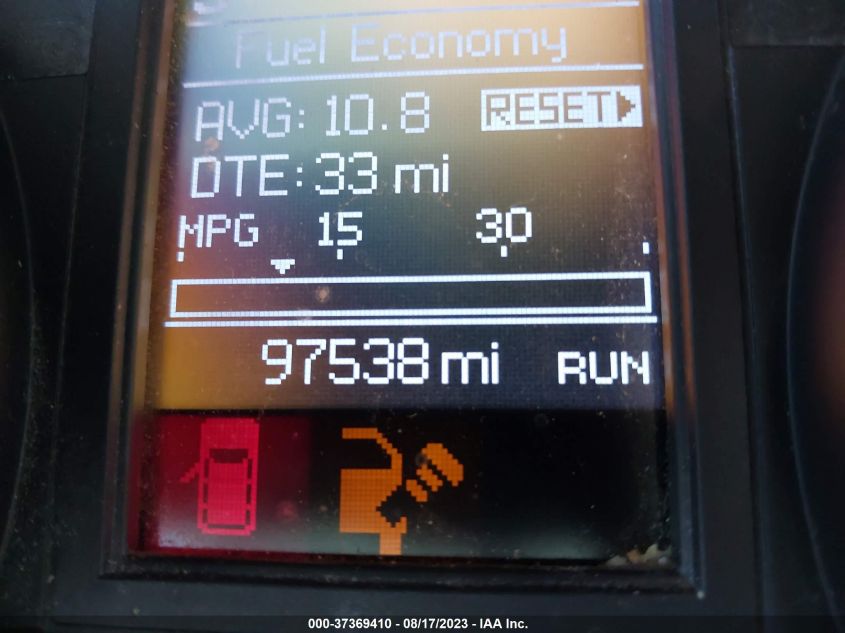 Fuel Economy
AVG: 10.8 RESET
DTE: 33 mi
MPG 15 30
97538 mi RUN
000-37369410 - 08/17/2023 - IAA Inc.